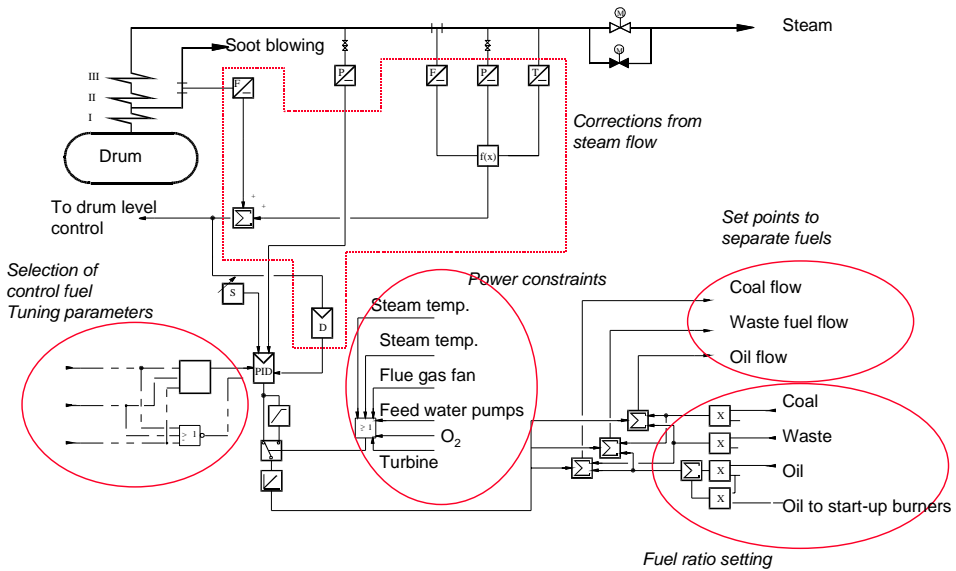 M
Steam
Soot blowing
M
III
F
P
F
P
T
II
I
Corrections from
steam flow
Drum
f(x)
+
To drum level
control
Σ
+
Set points to
separate fuels
Selection of
control fuel
Tuning parameters
Power constraints
S
Coal flow
Steam temp.
D
Waste fuel flow
Steam temp.
Oil flow
PID
Flue gas fan
Coal
Feed water pumps
Σ
X
≥ 1
≥ 1
O2
Σ
X
Waste
Turbine
Σ
Σ
X
Oil
X
Oil to start-up burners
Fuel ratio setting